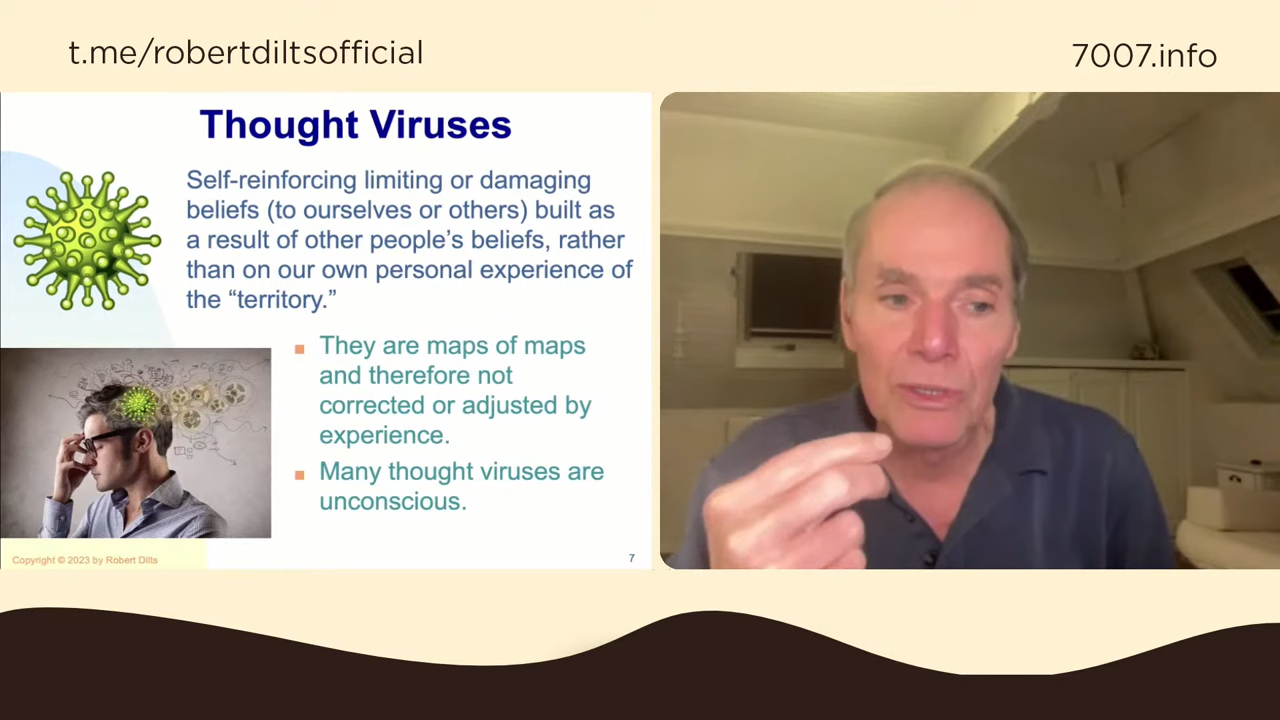 t.me/robertdiltsofficial
7007.info
Thought Viruses
Self-reinforcing limiting or damaging
beliefs (to ourselves or others) built as
a result of other people’s beliefs, rather
than on our own personal experience of
the “territory.”
They are maps of maps
and therefore not
corrected or adjusted by
experience.
Many thought viruses are
unconscious.
Copyright © 2023 by Robert Dilts
7